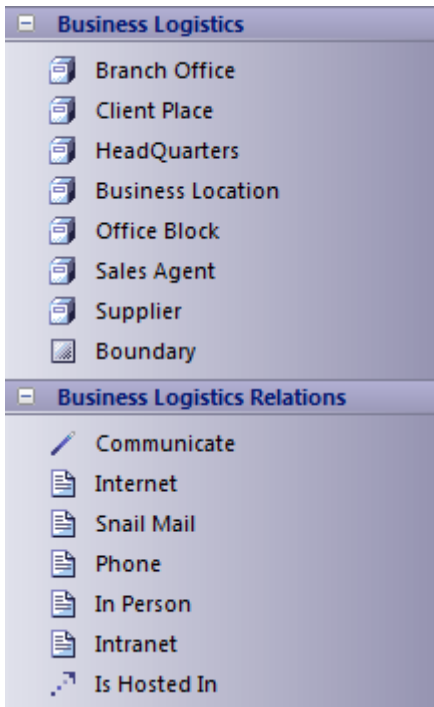 Business Logistics
Branch Office
Client Place
HeadQuarters
Business Location
Office Block
Sales Agent
Supplier
Boundary
Business Logistics Relations
Communicate
Internet
Snail Mail
Phone
In Person
Intranet
Is Hosted In